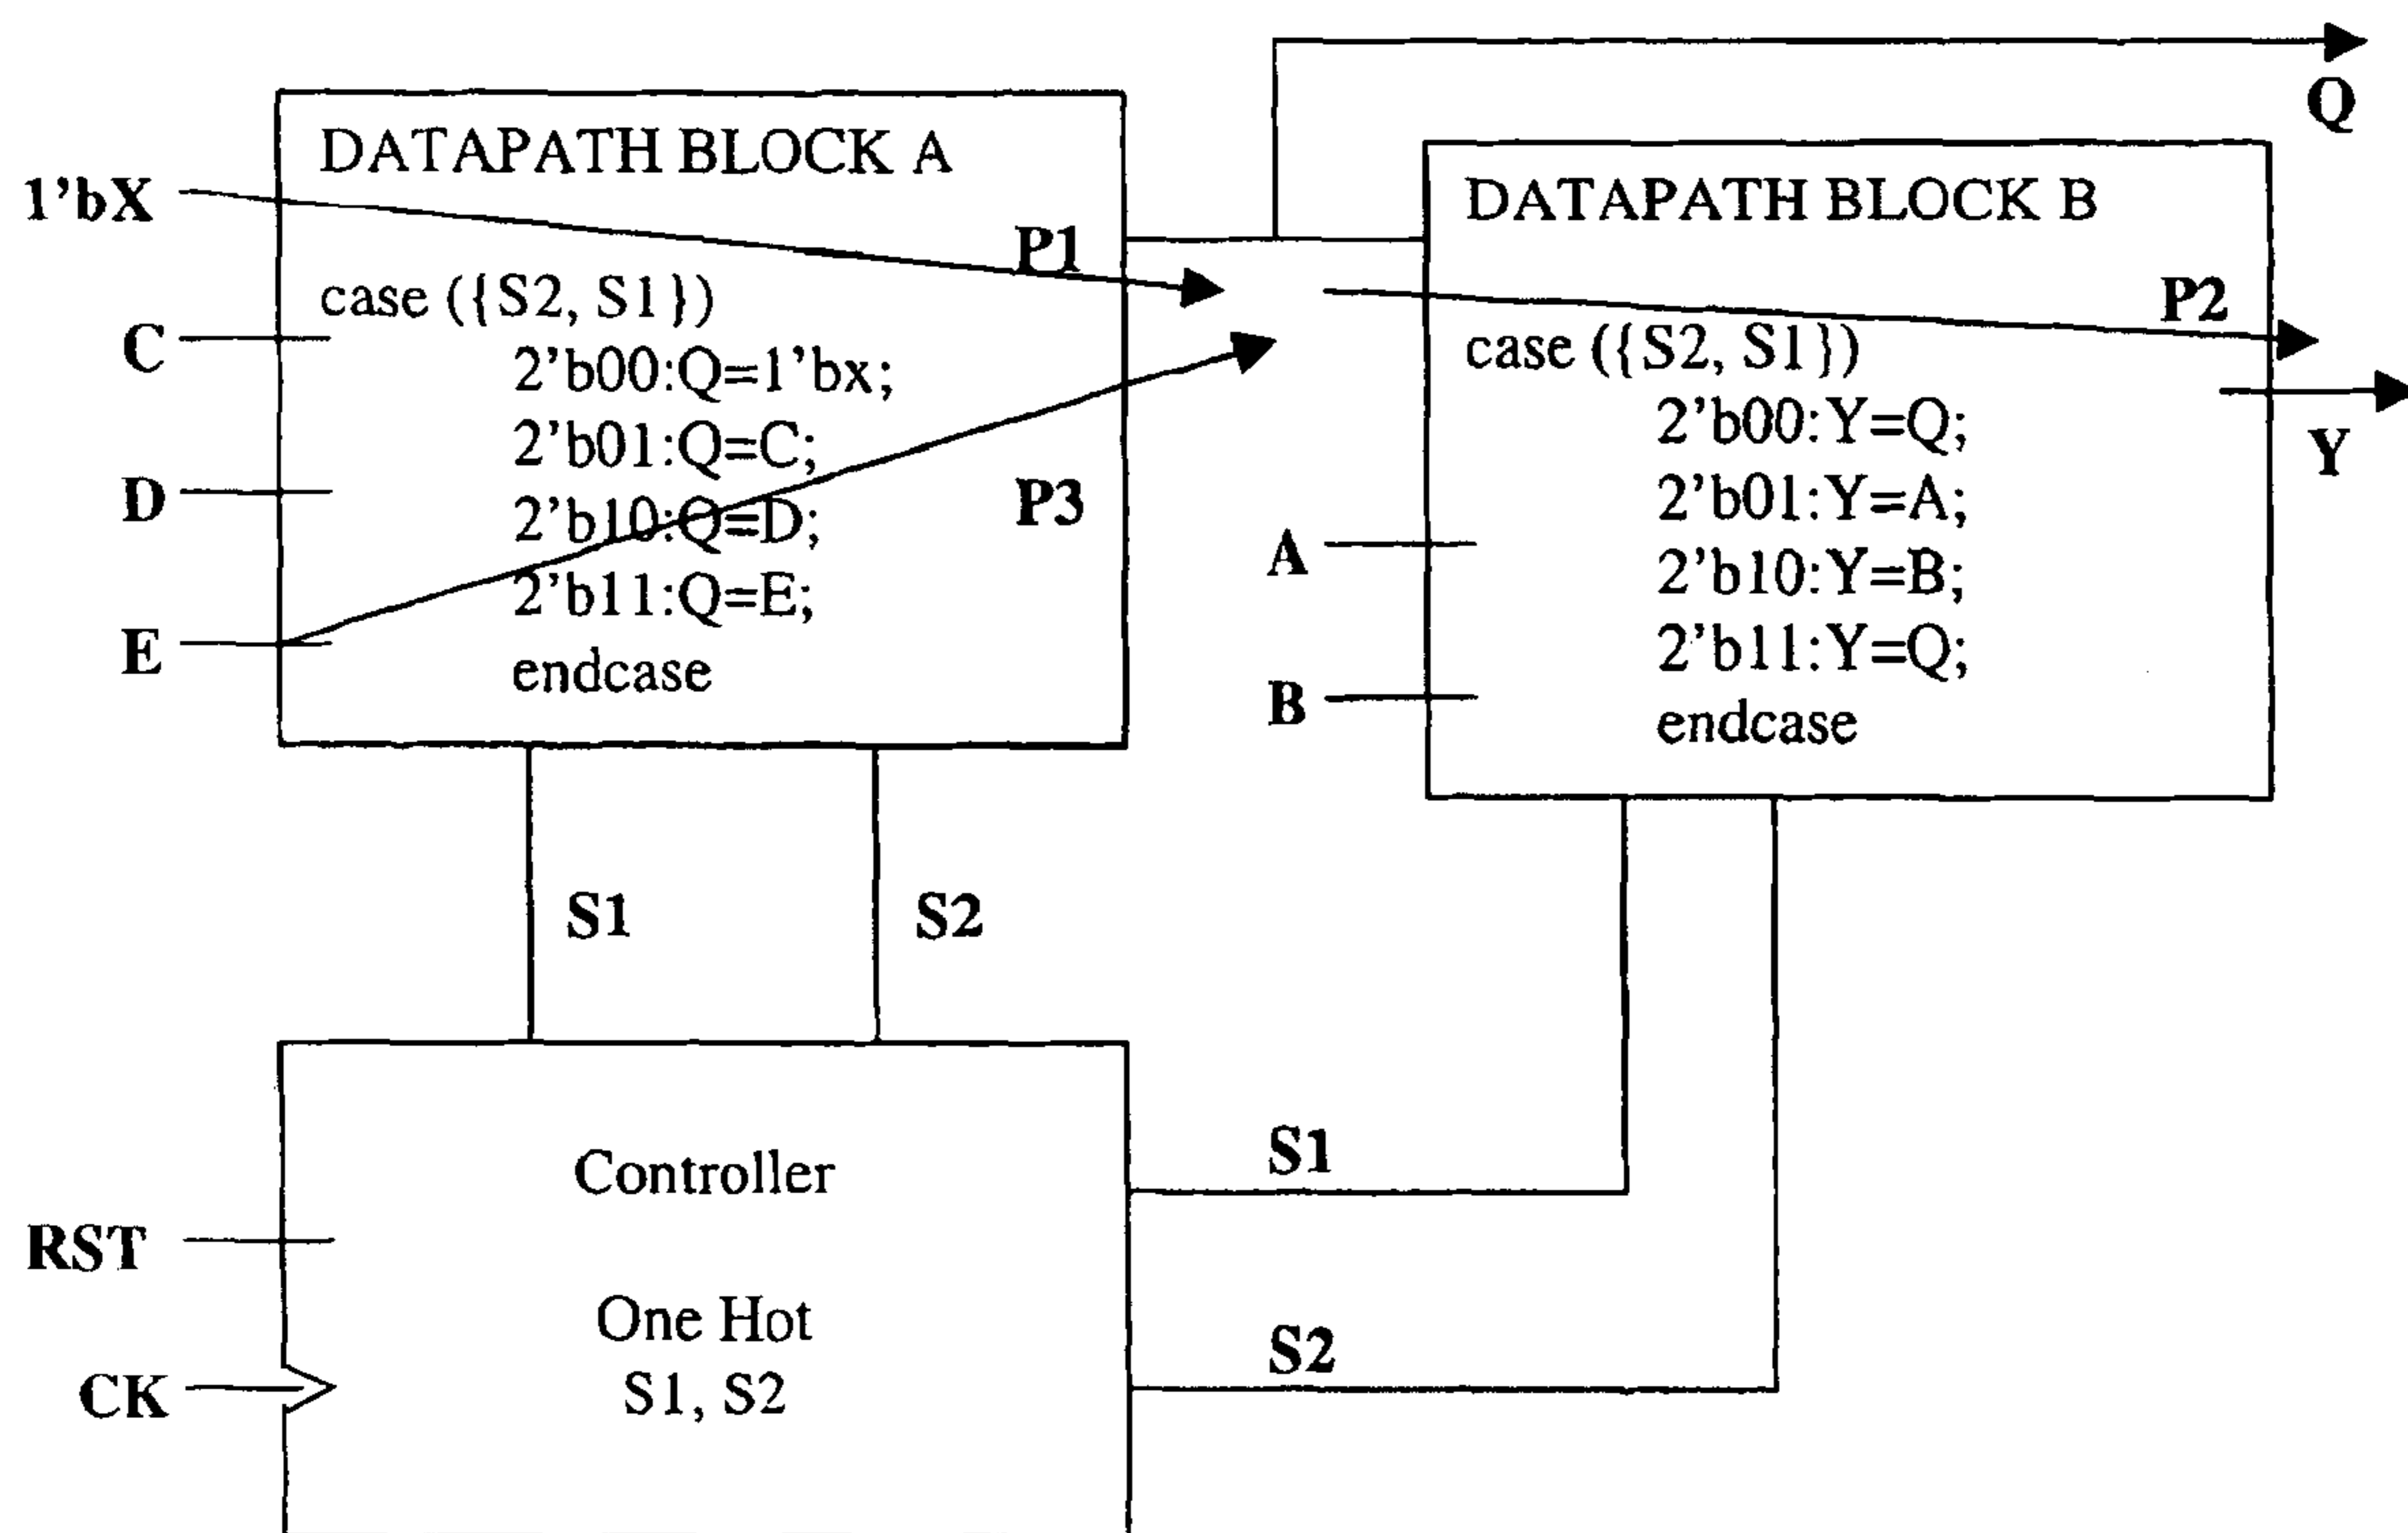 Q
DATAPATH BLOCK A
1'bX
P1
case ({S2, S1})
C
2'b00:Q=1'bx;
2'b01:Q=C;
D
2'b10:Q=D;
P3
2'b11:Q=E;
E
endcase
DATAPATH BLOCK B
P2
case ({S2, S1})
2'b00:Y=Q;
Y
2'b01:Y=A;
A
2'b10:Y=B;
2'b11:Y=Q;
B
endcase
S1
S2
Controller
S1
RST
One Hot
S2
CK
S1, S2